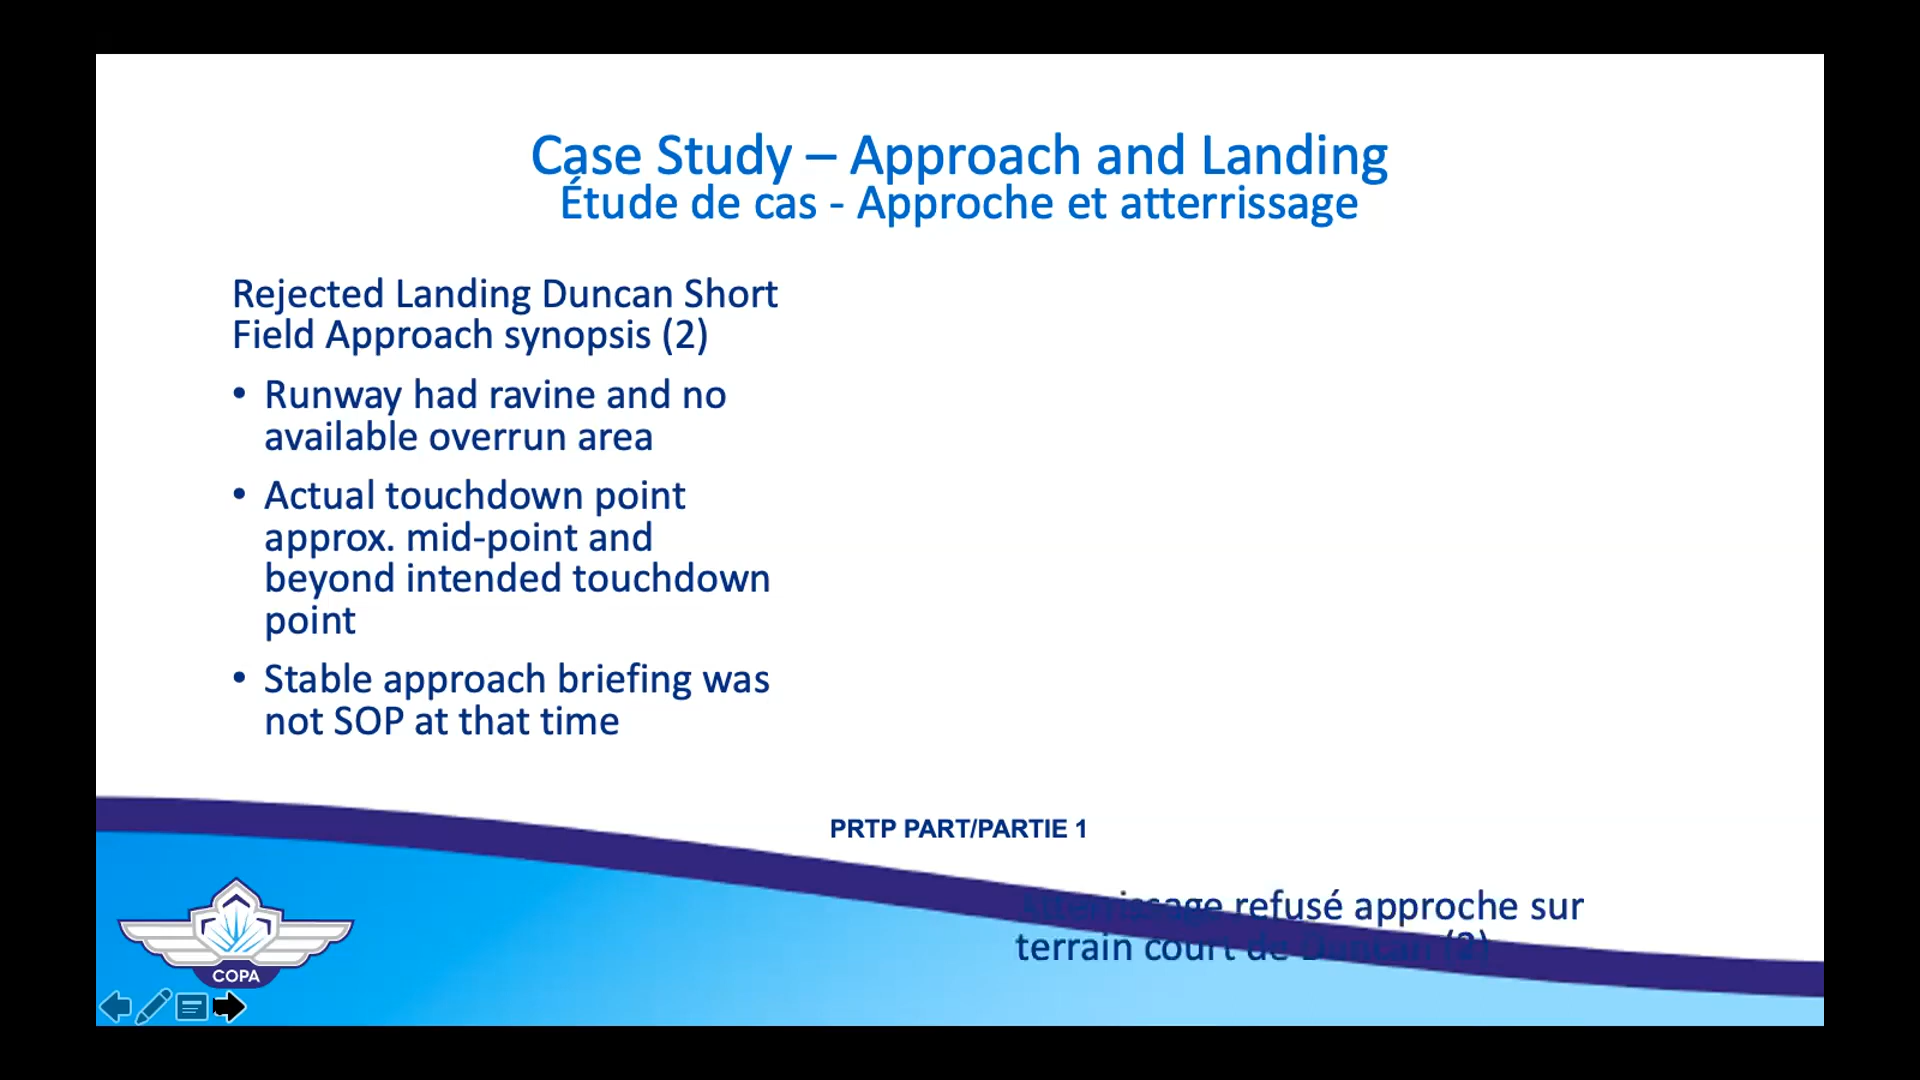 Case Study – Approach and Landing
Étude de cas - Approche et atterrissage
Rejected Landing Duncan Short
Field Approach synopsis (2)
• Runway had ravine and no
available overrun area
• Actual touchdown point
approx. mid-point and
beyond intended touchdown
point
• Stable approach briefing was
not SOP at that time
PRTP PART/PARTIE 1
Atterrissage refusé approche sur
terrain court de Duncan (2)
COPA